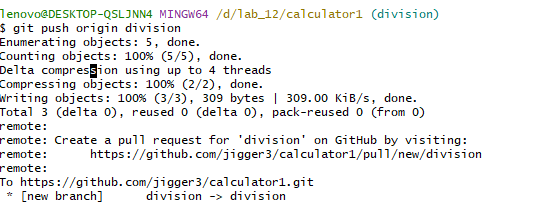 lenovo@DESKTOP-QSLJNN4 MINGW64 /d/lab_12/calculator1 (division)
$ git push origin division
Enumerating objects: 5, done.
Counting objects: 100% (5/5), done.
Delta compression using up to 4 threads
Compressing objects: 100% (2/2), done.
Writing objects: 100% (3/3), 309 bytes | 309.00 KiB/s, done.
Total 3 (delta 0), reused 0 (delta 0), pack-reused 0 (from 0)
remote:
remote: Create a pull request for 'division' on GitHub by visiting:
remote:      https://github.com/jigger3/calculator1/pull/new/division
remote:
To https://github.com/jigger3/calculator1.git
 * [new branch]      division -> division